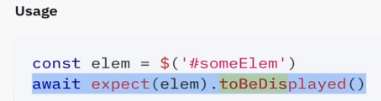 Usage
const elem = $('#someElem')
await expect(elem).toBeDisplayed()